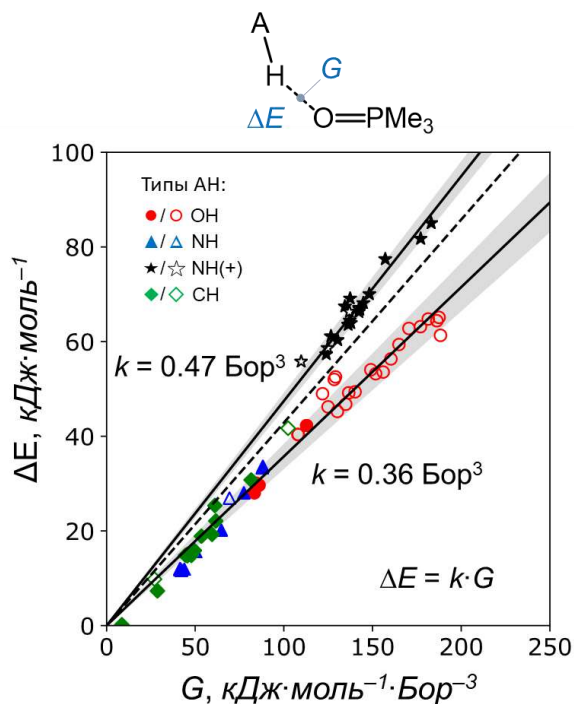 A
H
G
ΔE
O=PMe₃
100
80
60
40
20
0
Типы AH:
●/○ OH
▲/△ NH
★/☆ NH(+)
◆/◇ CH
k = 0.47 Бор³
k = 0.36 Бор³
ΔE = k·G
ΔE, кДж·моль⁻¹
0 50 100 150 200 250
G, кДж·моль⁻¹·Бор⁻³